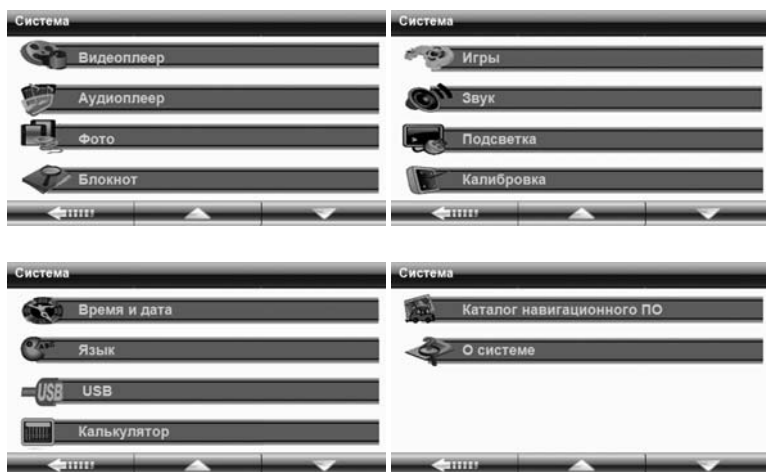 Система
Видеоплеер
Аудиоплеер
Фото
Блокнот
Система
Игры
Звук
Подсветка
Калибровка
Система
Время и дата
Язык
USB
USB
Калькулятор
Система
Каталог навигационного ПО
О системе